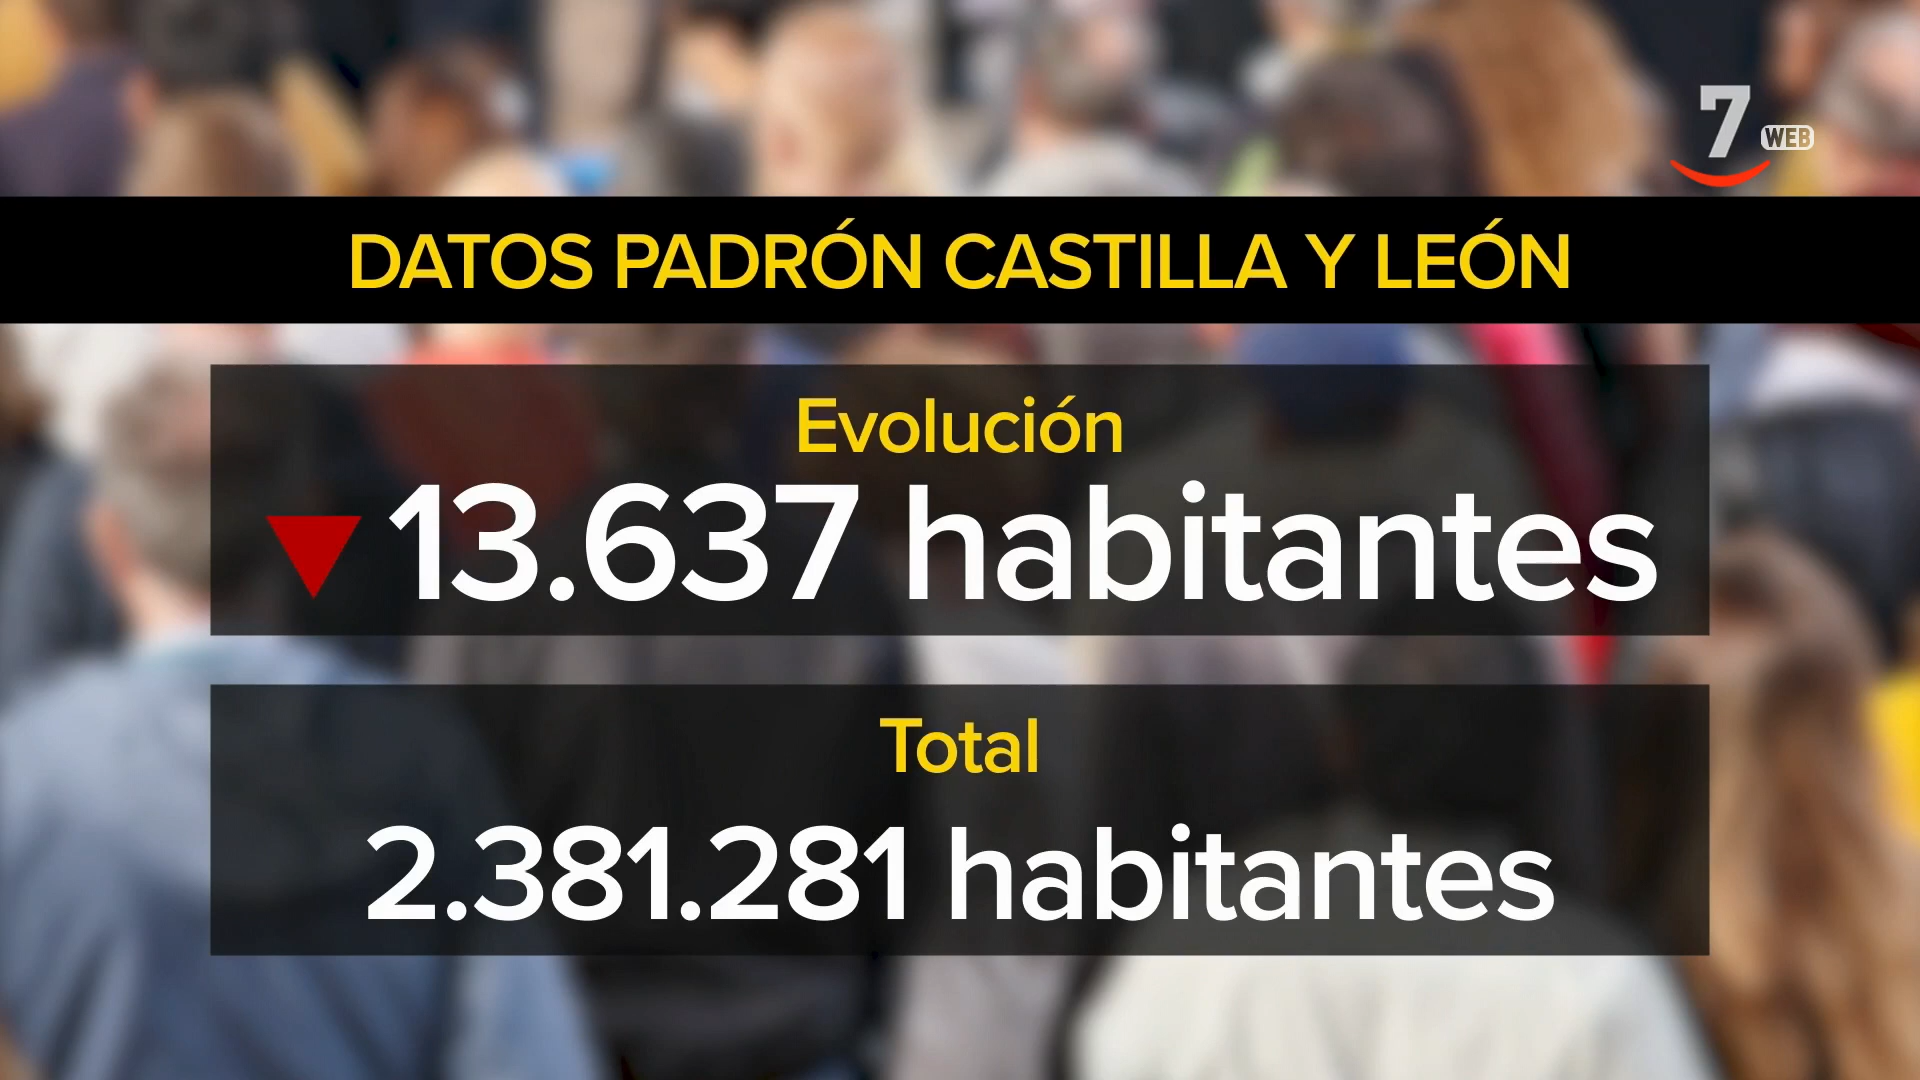 7 WEB
DATOS PADRÓN CASTILLA Y LEÓN
Evolución
13.637 habitantes
Total
2.381.281 habitantes